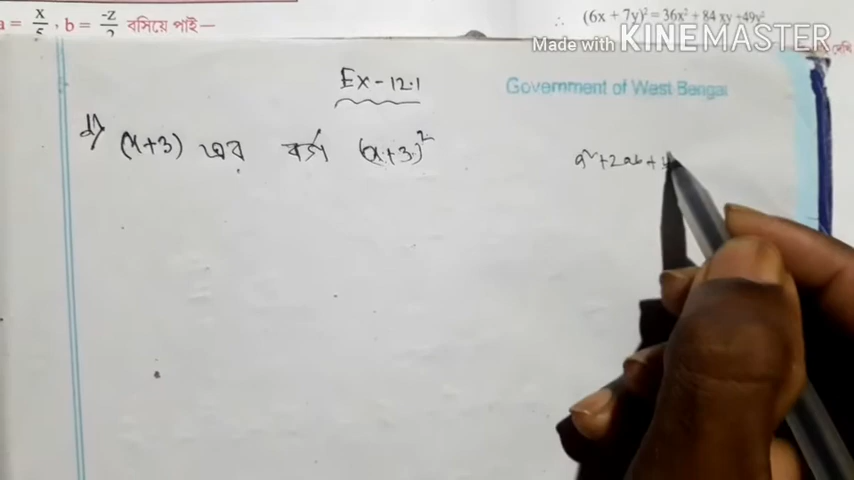 a = x/5 , b = -z/2 বসিয়ে পাই—
∴ (6x + 7y)² = 36x² + 84 xy + 49y²
Made with KINEMASTER
Ex - 12.1
Government of West Bengal
d) (x+3) এর বর্গ (x+3)²
a² + 2ab +